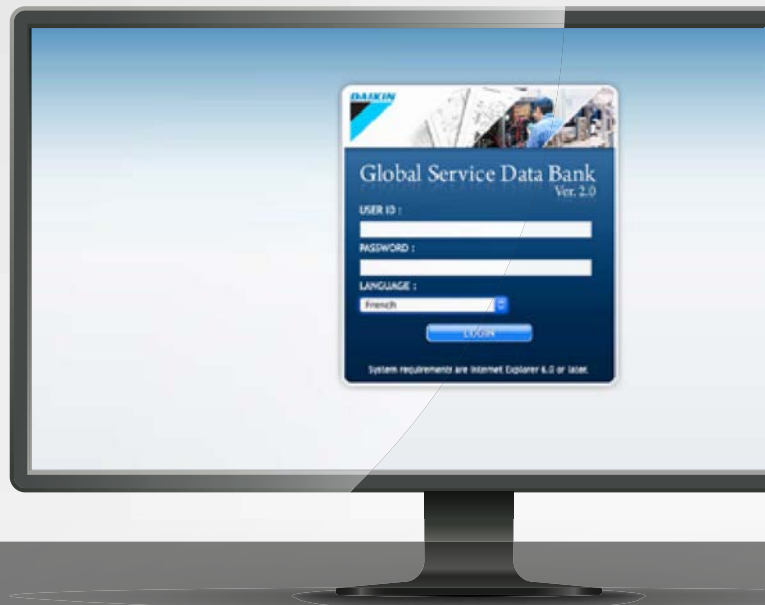 DAIKIN
Global Service Data Bank
Ver. 2.0
USER ID :
PASSWORD :
LANGUAGE :
French
LOGIN
System requirements are Internet Explorer 6.0 or later.